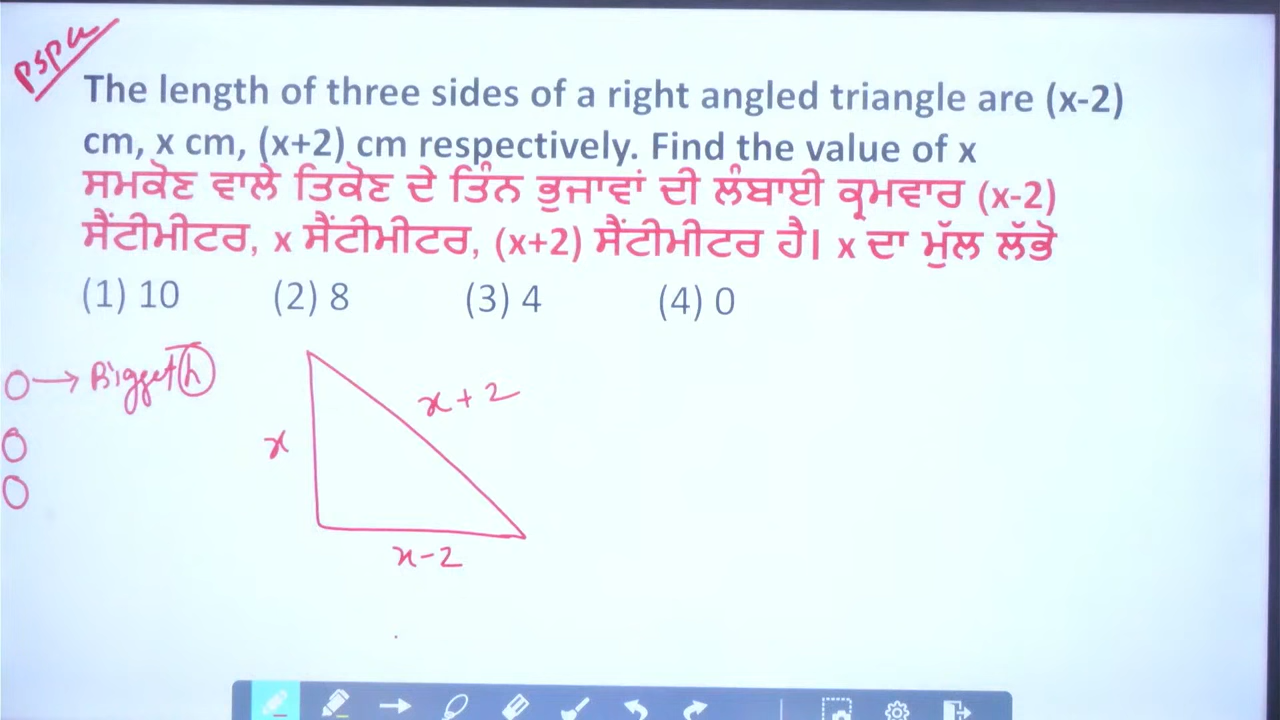 PSPCL
The length of three sides of a right angled triangle are (x-2)
cm, x cm, (x+2) cm respectively. Find the value of x
ਸਮਕੋਣ ਵਾਲੇ ਤਿਕੋਣ ਦੇ ਤਿੰਨ ਭੁਜਾਵਾਂ ਦੀ ਲੰਬਾਈ ਕ੍ਰਮਵਾਰ (x-2)
ਸੈਂਟੀਮੀਟਰ, x ਸੈਂਟੀਮੀਟਰ, (x+2) ਸੈਂਟੀਮੀਟਰ ਹੈ। x ਦਾ ਮੁੱਲ ਲੱਭੋ
(1) 10 (2) 8 (3) 4 (4) 0
h
x + 2
x
x-2